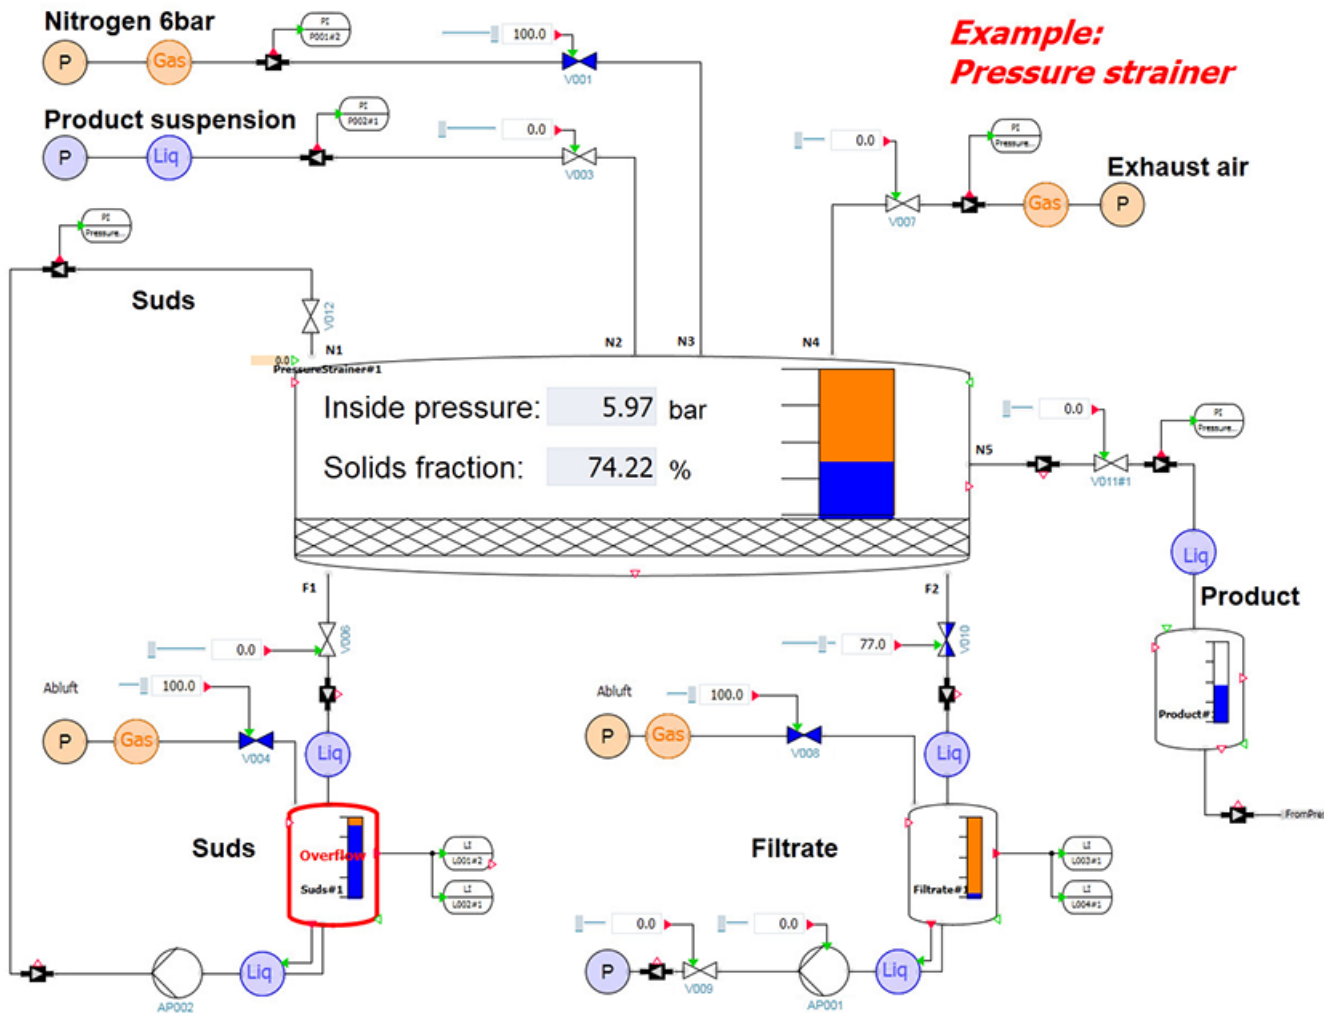 Nitrogen 6bar
PI
P001#2
100.0
V001
P
Gas
Example:
Pressure strainer
Product suspension
PI
P002#1
0.0
V003
P
Liq
PI
Pressure...
0.0
V007
Exhaust air
Gas
P
PI
Pressure...
Suds
V012
N1
N2
N3
N4
0.0
PressureStrainer#1
Inside pressure:
5.97
bar
Solids fraction:
74.22
%
N5
0.0
V011#1
PI
Pressure...
Liq
Product
Product#1
FromPres
F1
V006
0.0
Abluft
100.0
P
Gas
V004
Liq
Suds
Overflow
Suds#1
LI
L001#2
LI
L002#1
AP002
Liq
F2
V010
77.0
Abluft
100.0
P
Gas
V008
Liq
Filtrate
Filtrate#1
LI
L003#1
LI
L004#1
0.0
0.0
P
V009
AP001
Liq